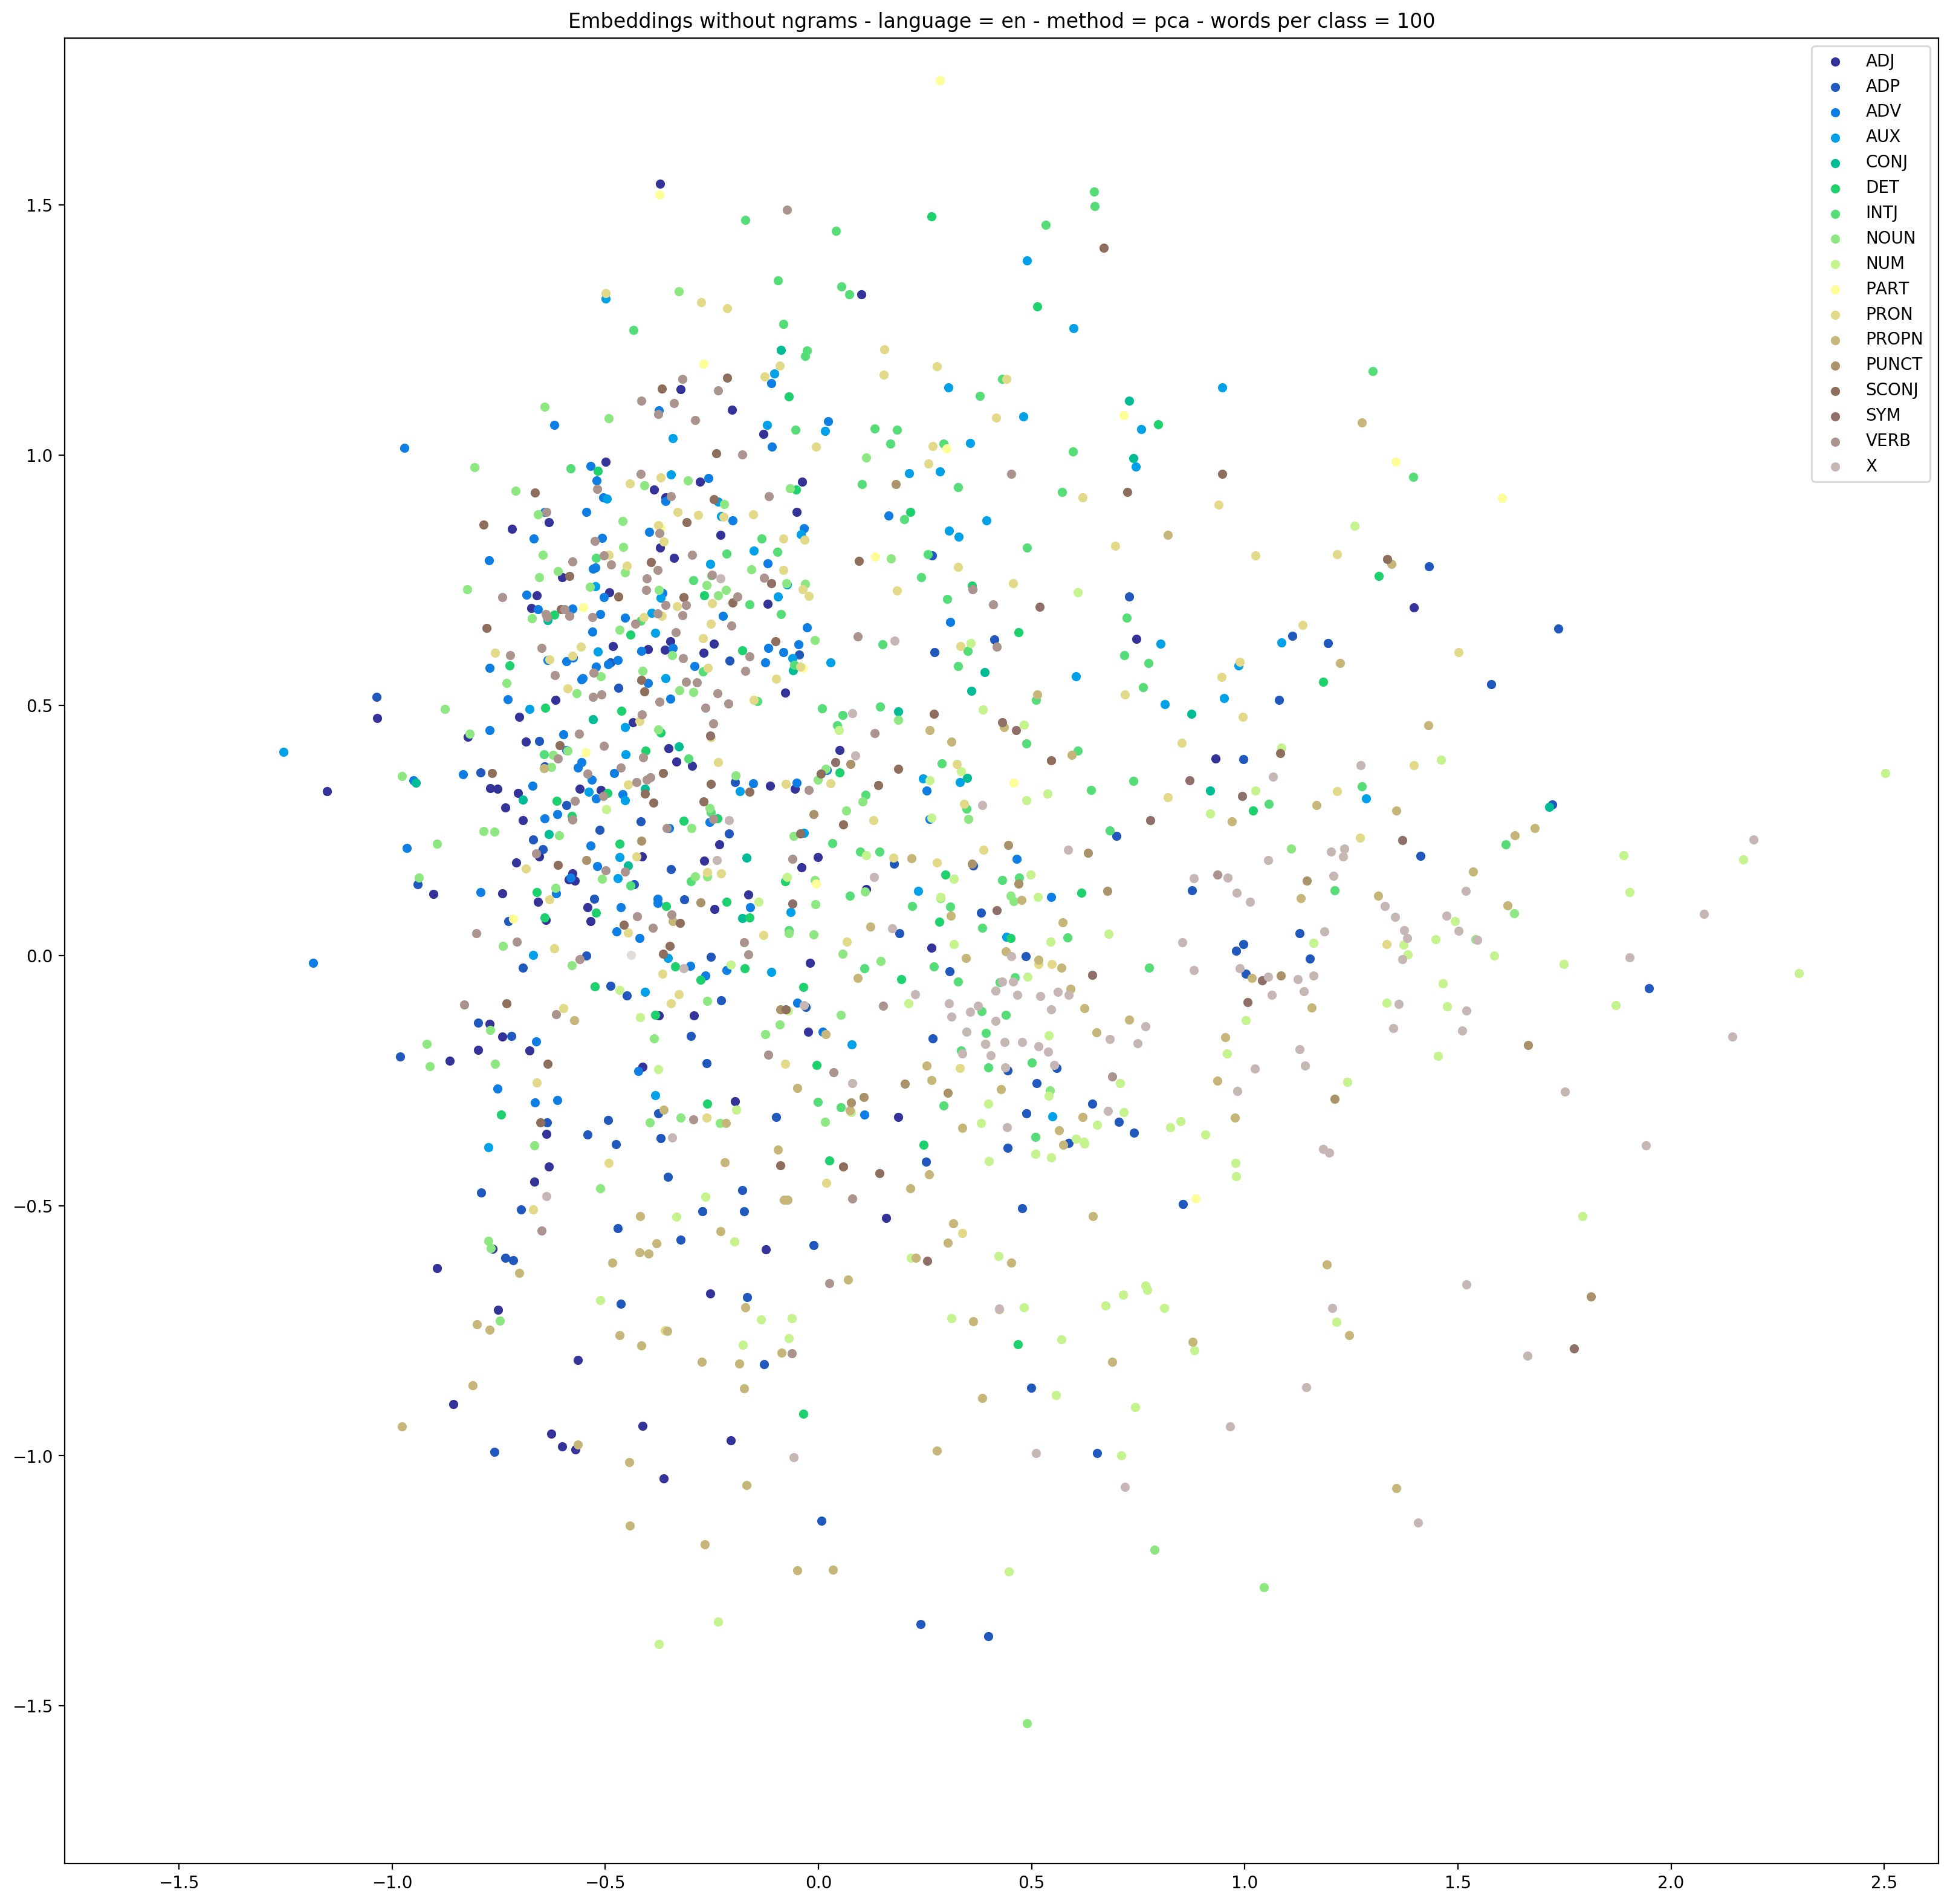 Embeddings without ngrams - language = en - method = pca - words per class = 100
ADJ
ADP
ADV
AUX
CONJ
DET
INTJ
NOUN
NUM
PART
PRON
PROPN
PUNCT
SCONJ
SYM
VERB
X
1.5
1.0
0.5
0.0
−0.5
−1.0
−1.5
−1.5 −1.0 −0.5 0.0 0.5 1.0 1.5 2.0 2.5